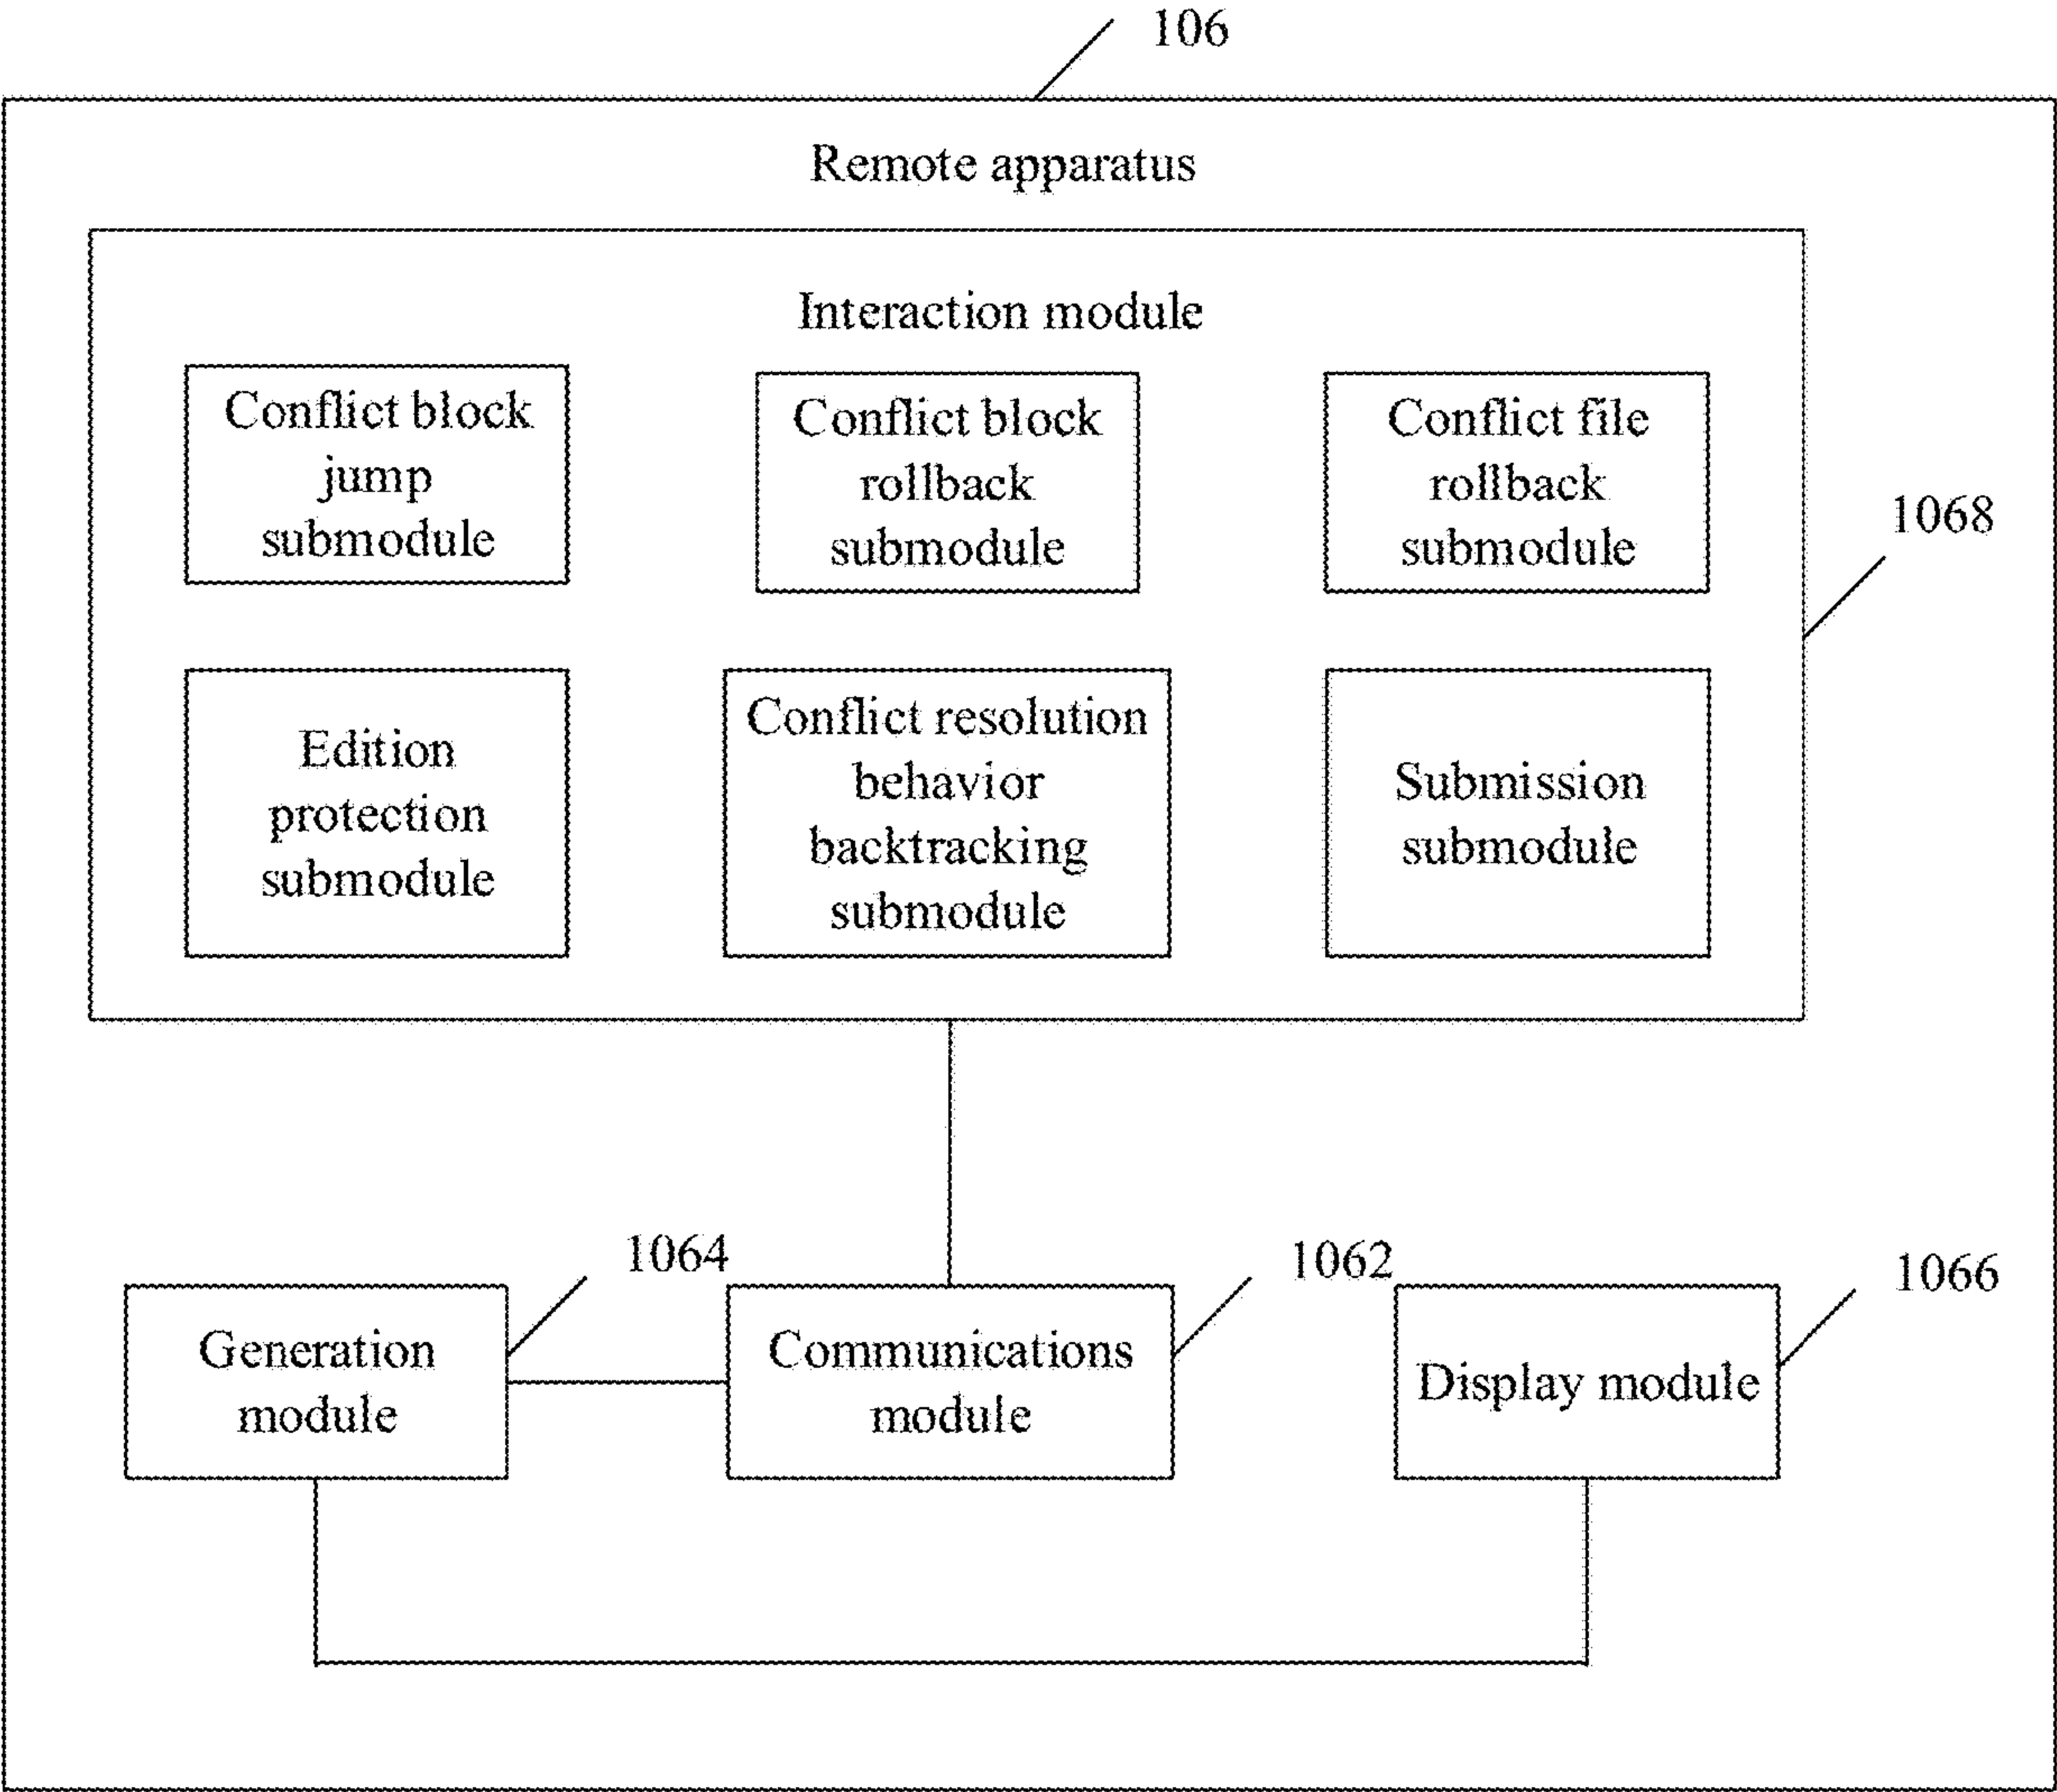 106
Remote apparatus
Interaction module
Conflict block
jump
submodule
Conflict block
rollback
submodule
Conflict file
rollback
submodule
1068
Edition
protection
submodule
Conflict resolution
behavior
backtracking
submodule
Submission
submodule
1064
1062
1066
Generation
module
Communications
module
Display module